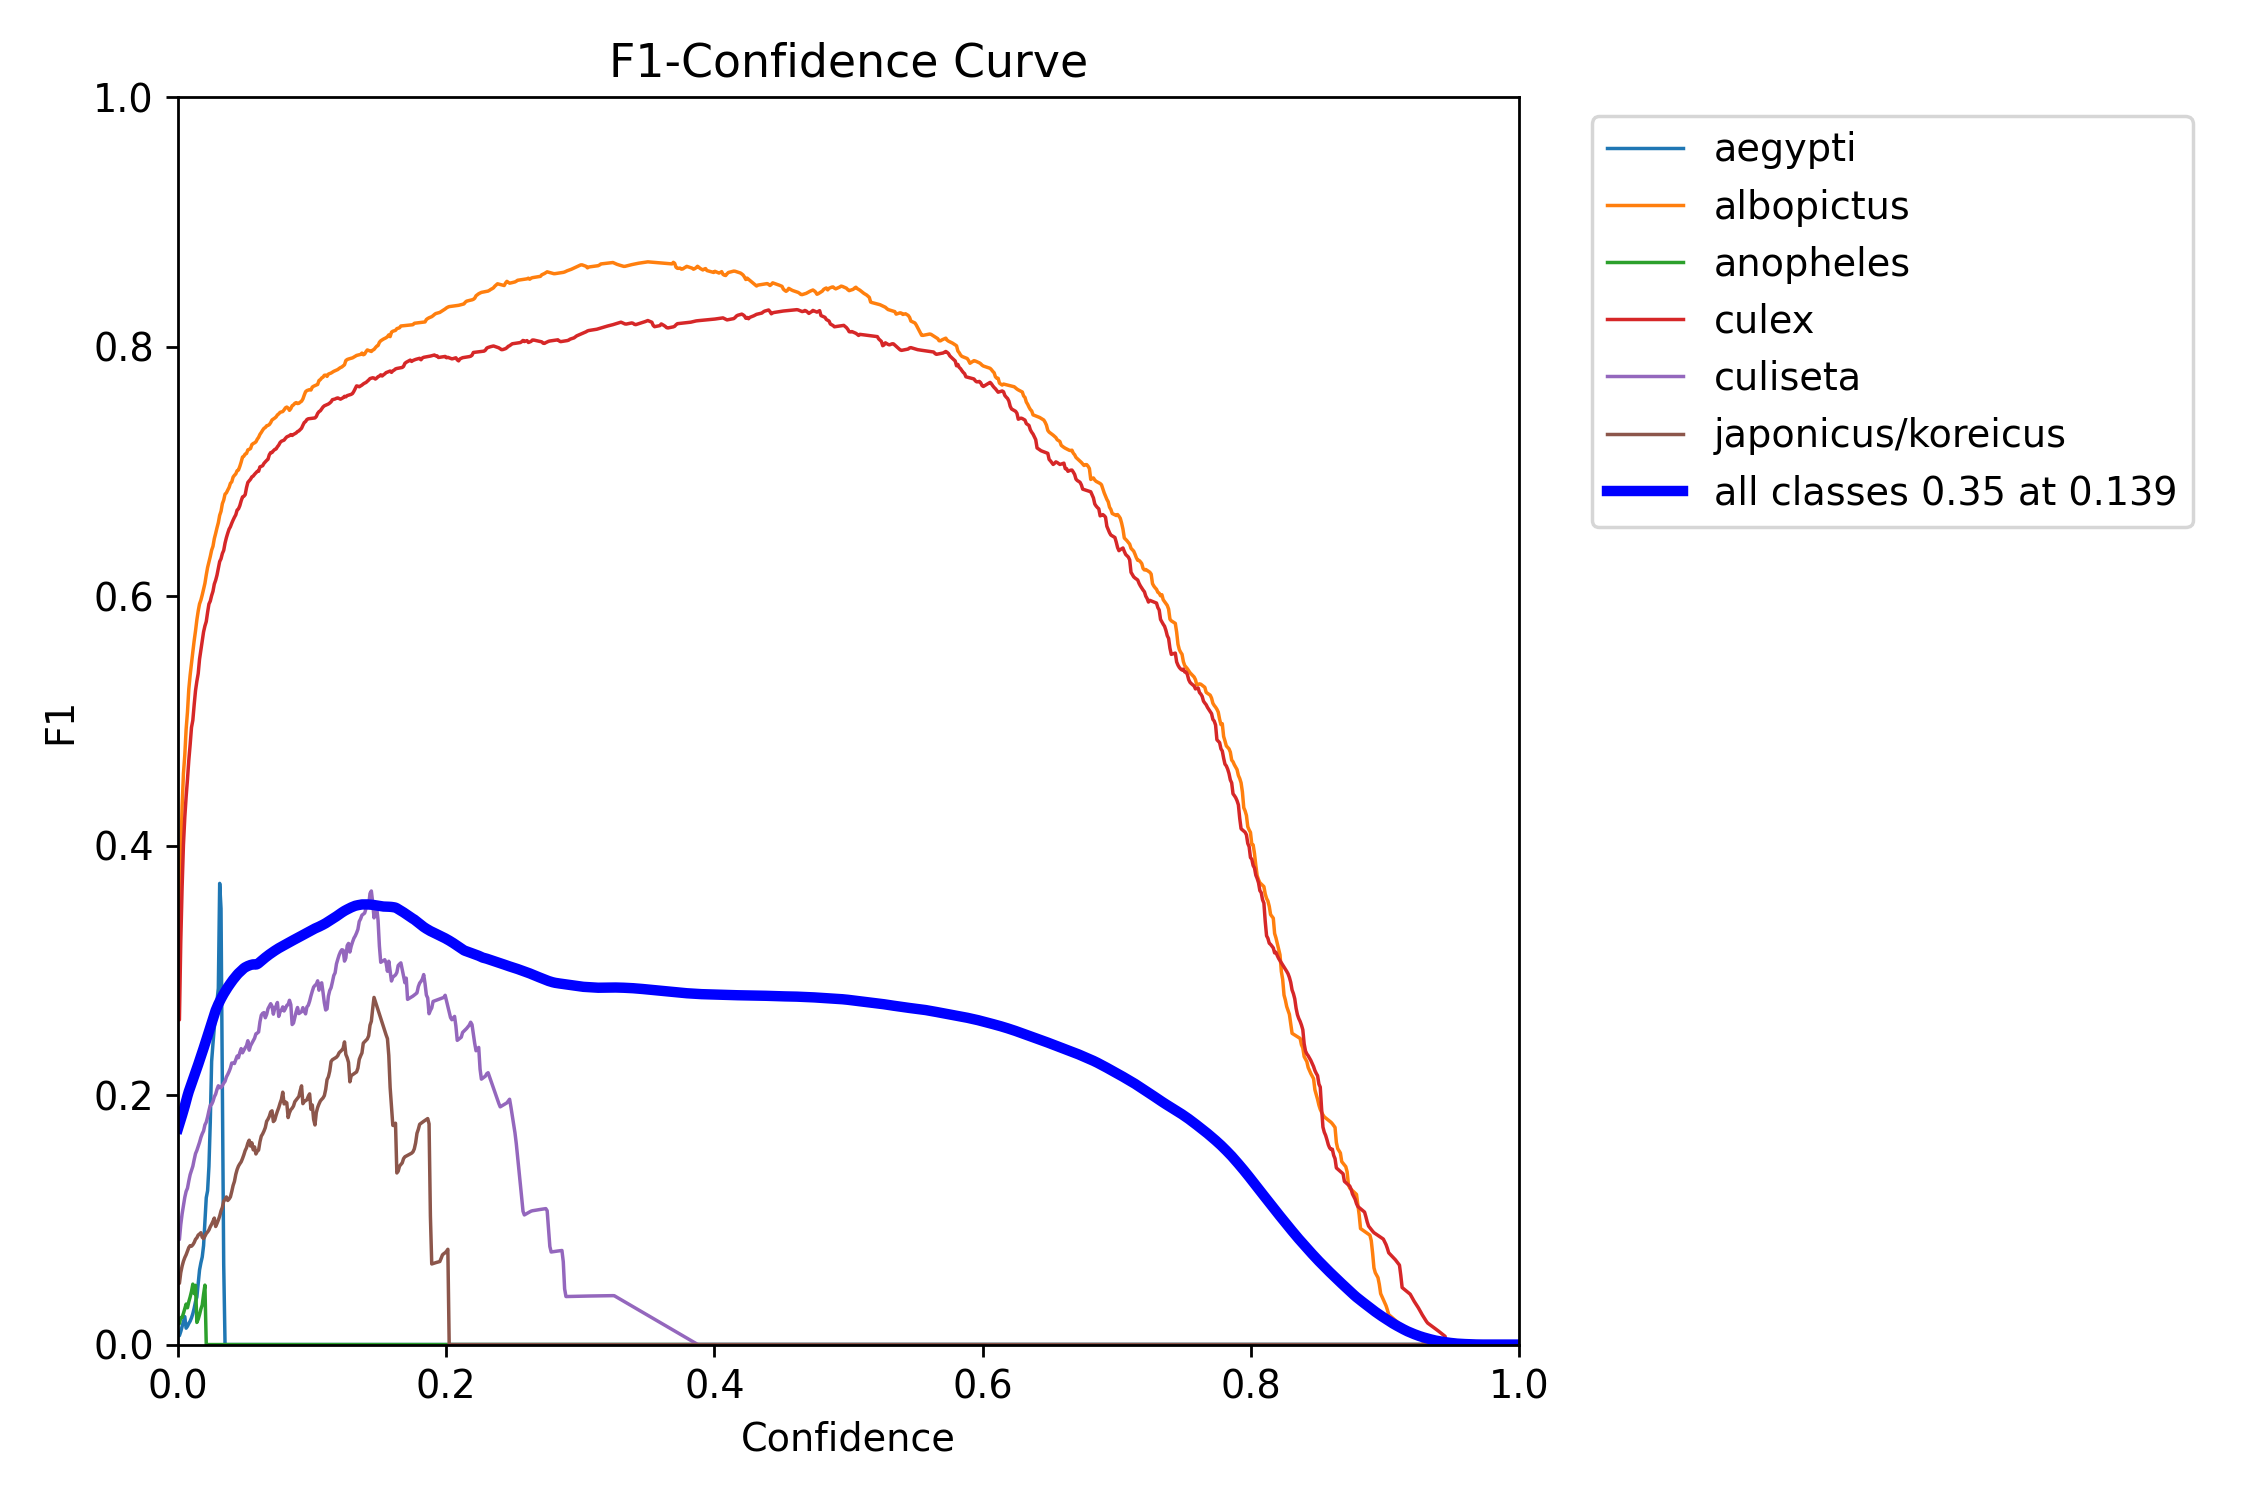 F1-Confidence Curve
1.0
0.8
0.6
0.4
0.2
0.0
F1
0.0 0.2 0.4 0.6 0.8 1.0
Confidence
aegypti
albopictus
anopheles
culex
culiseta
japonicus/koreicus
all classes 0.35 at 0.139